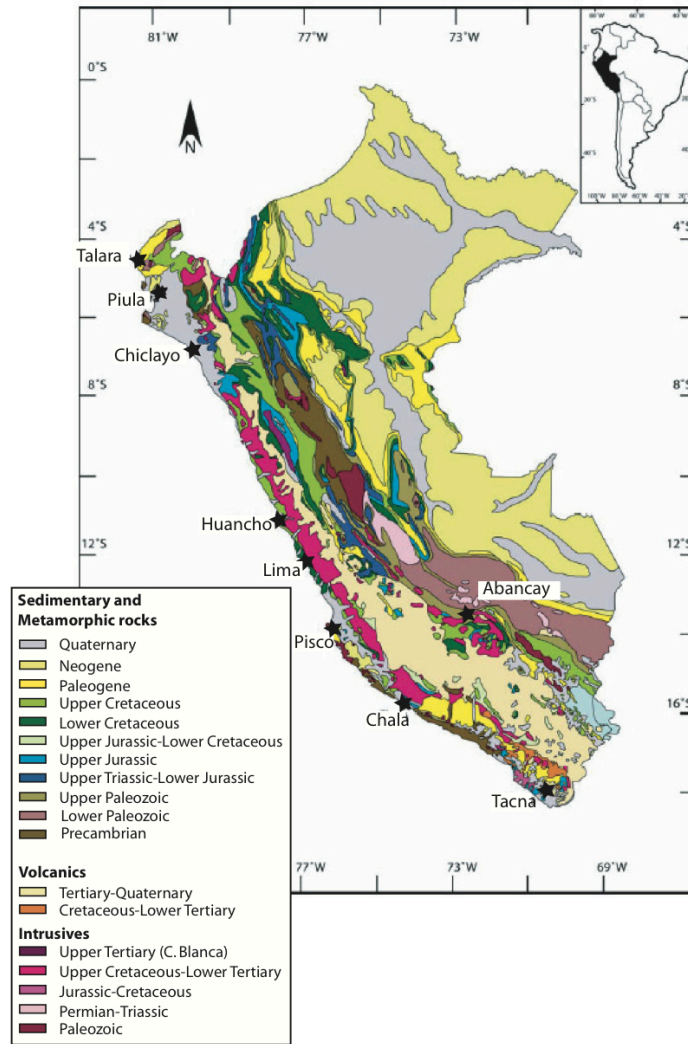 81°W 77°W 73°W
0°S
N
4°S
Talara
Piula
Chiclayo
8°S
Huancho
12°S
Lima
Abancay
Pisco
16°S
Chala
Tacna
77°W 73°W 69°W
Sedimentary and
Metamorphic rocks
Quaternary
Neogene
Paleogene
Upper Cretaceous
Lower Cretaceous
Upper Jurassic-Lower Cretaceous
Upper Jurassic
Upper Triassic-Lower Jurassic
Upper Paleozoic
Lower Paleozoic
Precambrian
Volcanics
Tertiary-Quaternary
Cretaceous-Lower Tertiary
Intrusives
Upper Tertiary (C. Blanca)
Upper Cretaceous-Lower Tertiary
Jurassic-Cretaceous
Permian-Triassic
Paleozoic